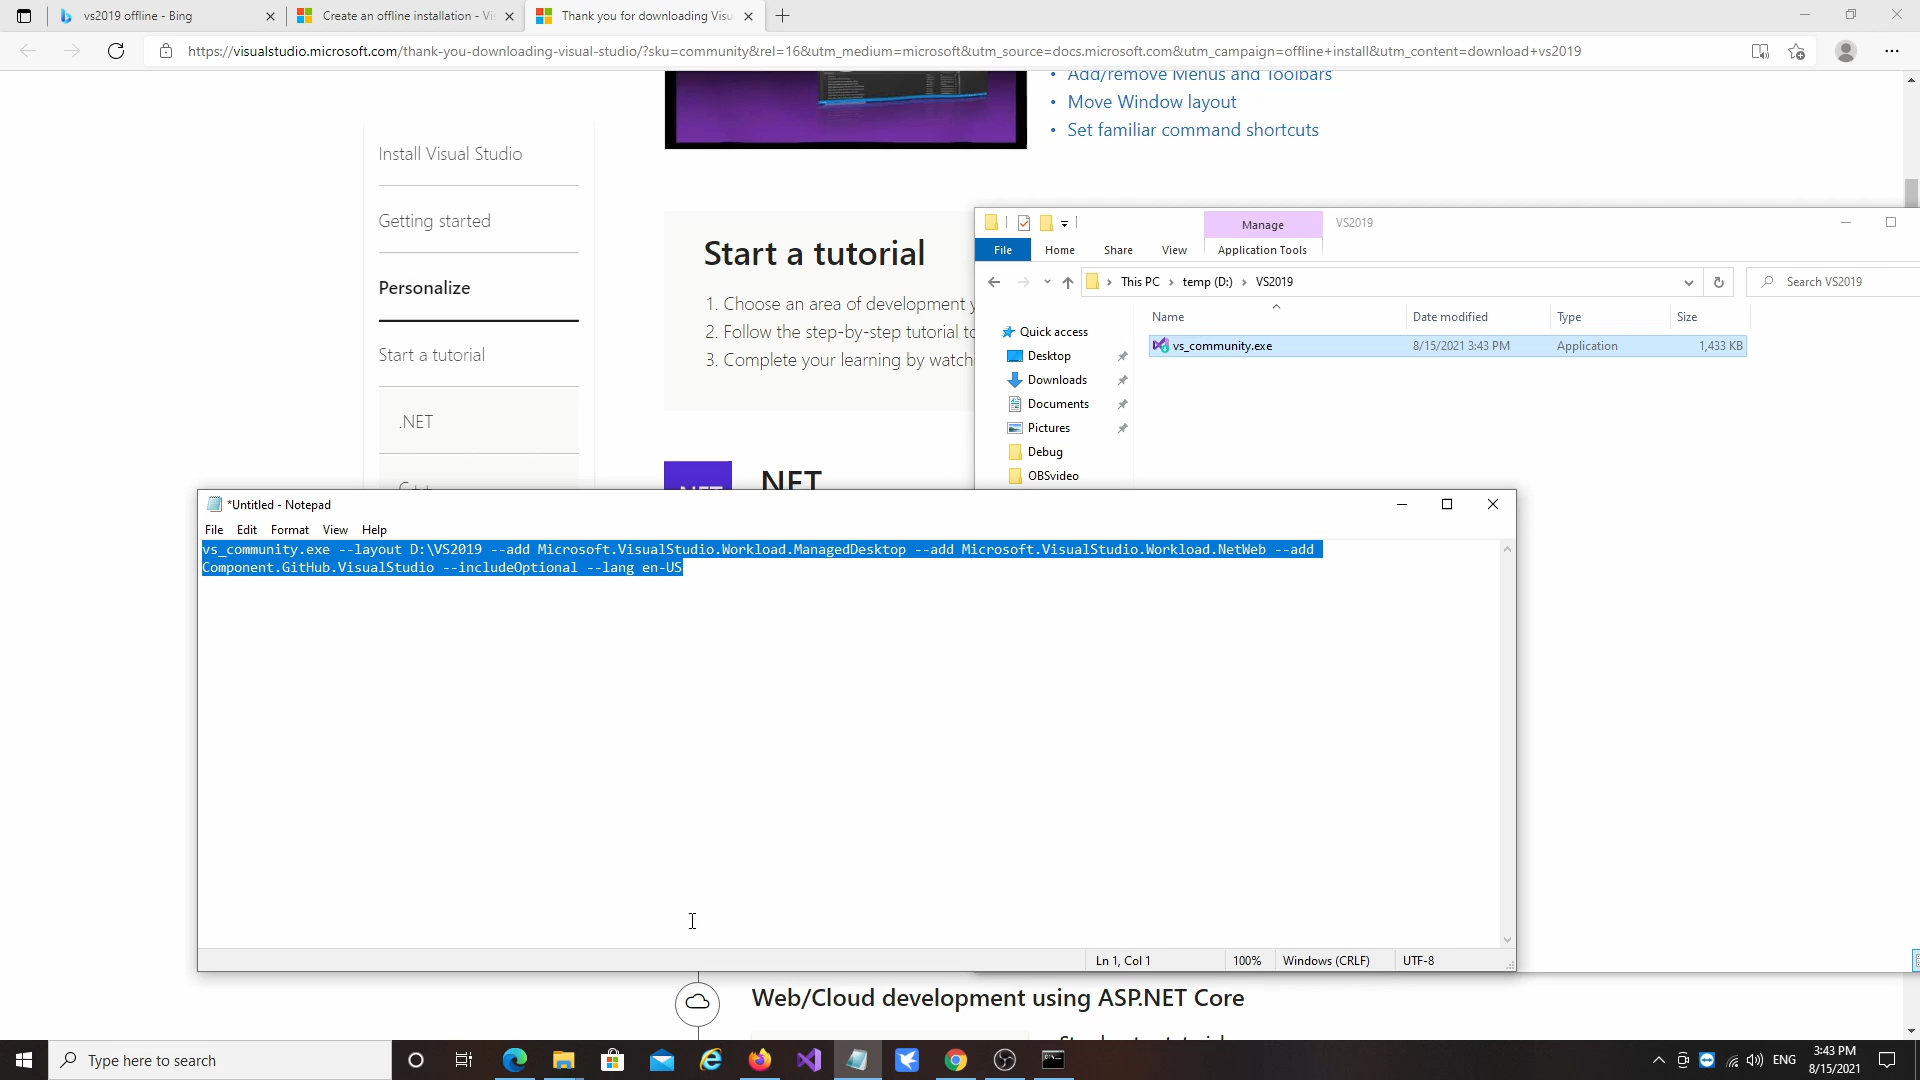 vs2019 offline - Bing
Create an offline installation - Vi
Thank you for downloading Visu
https://visualstudio.microsoft.com/thank-you-downloading-visual-studio/?sku=community&rel=16&utm_medium=microsoft&utm_source=docs.microsoft.com&utm_campaign=offline+install&utm_content=download+vs2019
Add/remove Menus and Toolbars
Move Window layout
Set familiar command shortcuts
Install Visual Studio
Getting started
Personalize
Start a tutorial
.NET
C++
Start a tutorial
1. Choose an area of development y
2. Follow the step-by-step tutorial to
3. Complete your learning by watchi
.NET
.NET
Manage
VS2019
File
Home
Share
View
Application Tools
This PC > temp (D:) > VS2019
Search VS2019
Name
Date modified
Type
Size
Quick access
Desktop
Downloads
Documents
Pictures
Debug
OBSvideo
vs_community.exe
8/15/2021 3:43 PM
Application
1,433 KB
*Untitled - Notepad
File
Edit
Format
View
Help
vs_community.exe --layout D:\VS2019 --add Microsoft.VisualStudio.Workload.ManagedDesktop --add Microsoft.VisualStudio.Workload.NetWeb --add
Component.GitHub.VisualStudio --includeOptional --lang en-US
Ln 1, Col 1
100%
Windows (CRLF)
UTF-8
Web/Cloud development using ASP.NET Core
Type here to search
ENG
3:43 PM
8/15/2021